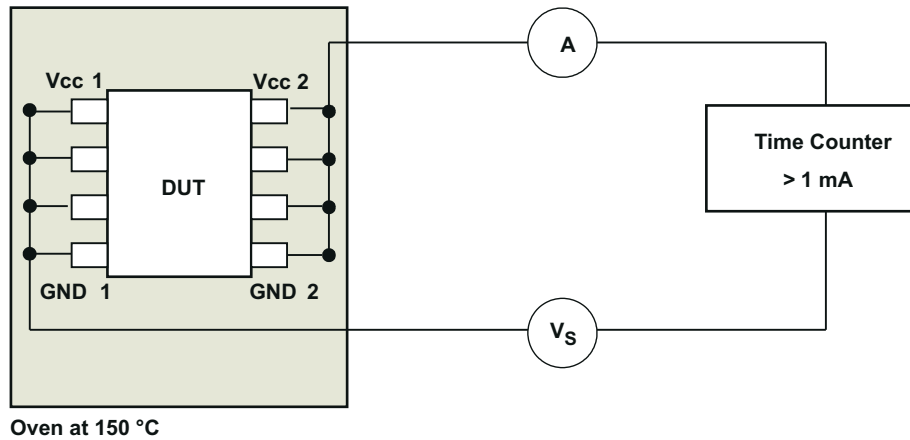 A
Vcc 1
Vcc 2
Time Counter
> 1 mA
DUT
GND 1
GND 2
VS
Oven at 150 °C